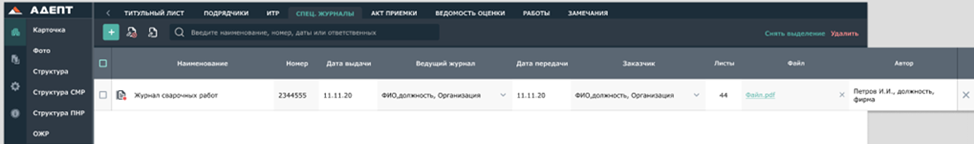 АДЕПТ
ТИТУЛЬНЫЙ ЛИСТ ПОДРЯДЧИКИ ИТР СПЕЦ. ЖУРНАЛЫ АКТ ПРИЕМКИ ВЕДОМОСТЬ ОЦЕНКИ РАБОТЫ ЗАМЕЧАНИЯ
Карточка
Фото
Структура
Структура СМР
Структура ПНР
ОЖР
Введите наименование, номер, даты или ответственных
Снять выделение Удалить
Наименование Номер Дата выдачи Ведущий журнал Дата передачи Заказчик Листы Файл Автор
Журнал сварочных работ 2344555 11.11.20 ФИО,должность, Организация 11.11.20 ФИО,должность, Организация 44 Файл.pdf Петров И.И., должность,
фирма